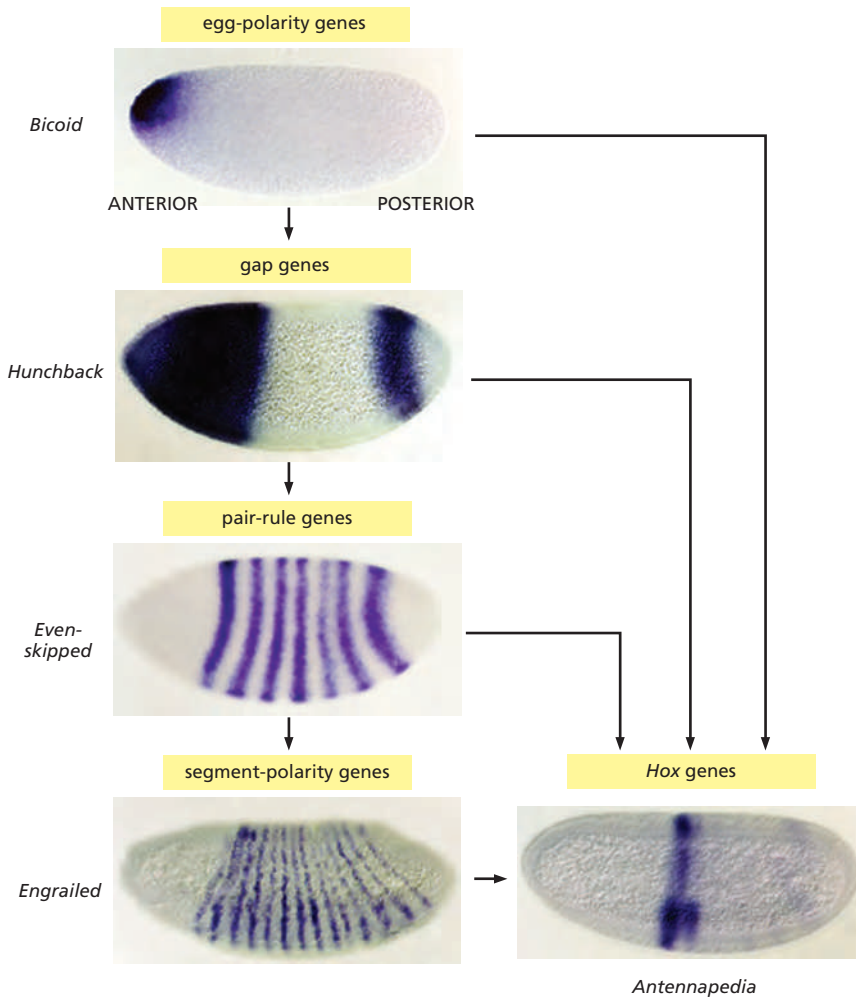 egg-polarity genes
Bicoid
ANTERIOR
POSTERIOR
gap genes
Hunchback
pair-rule genes
Even-
skipped
segment-polarity genes
Hox genes
Engrailed
Antennapedia